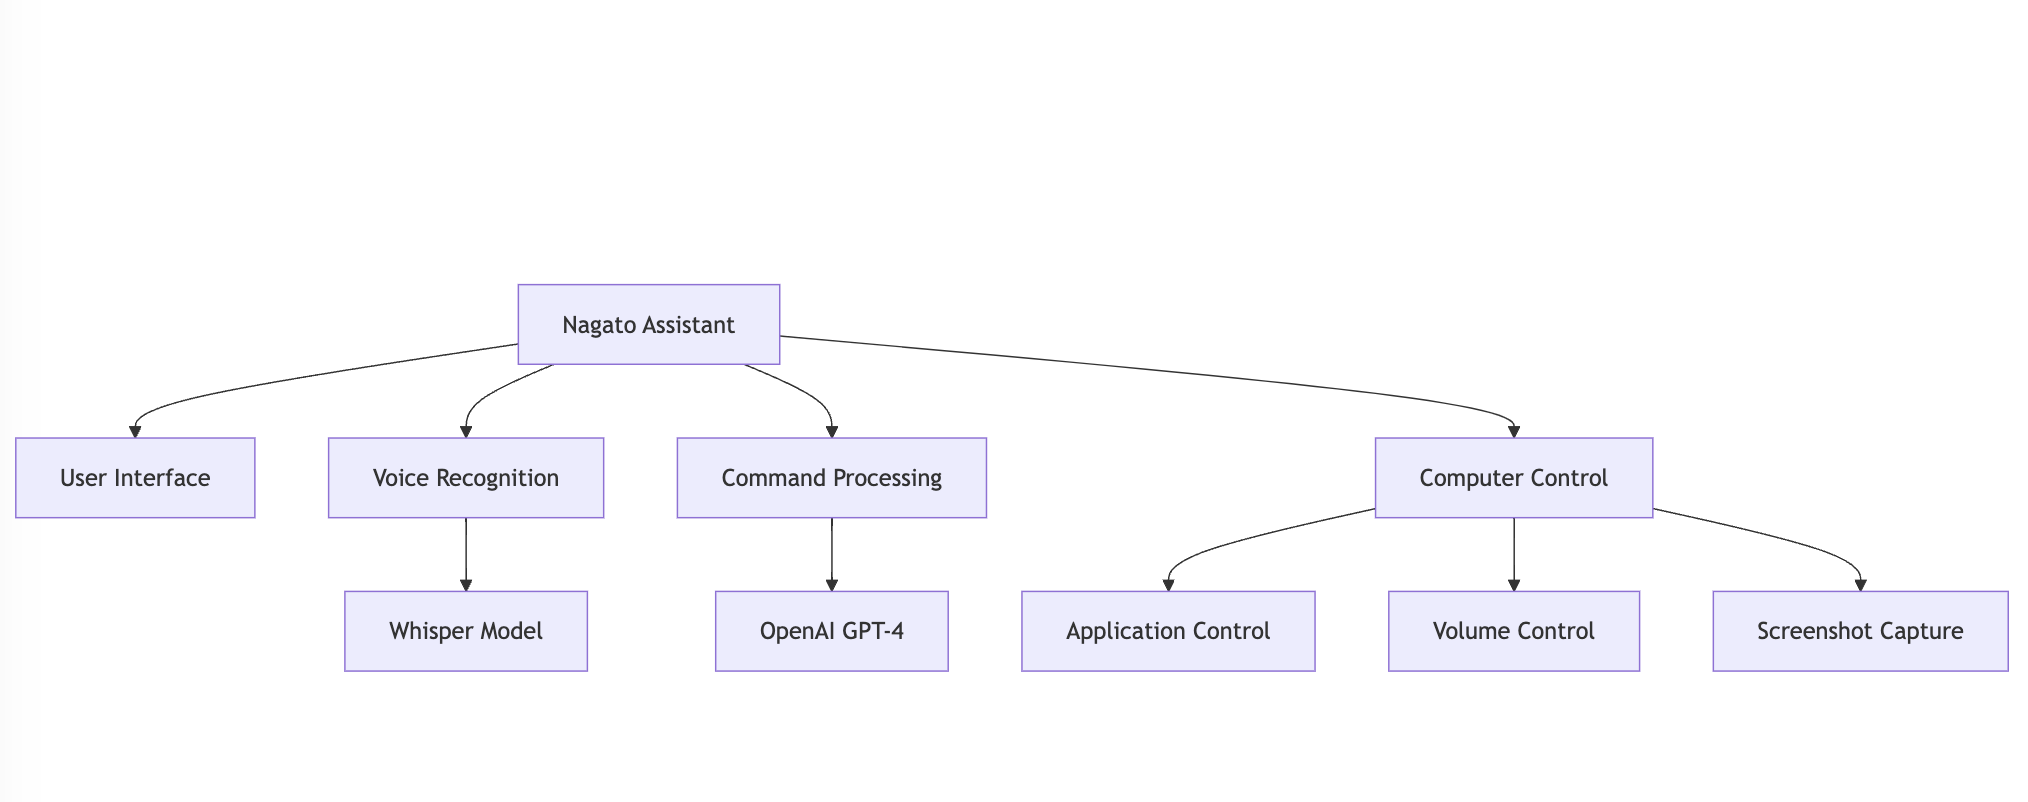 Nagato Assistant
User Interface
Voice Recognition
Command Processing
Computer Control
Whisper Model
OpenAI GPT-4
Application Control
Volume Control
Screenshot Capture